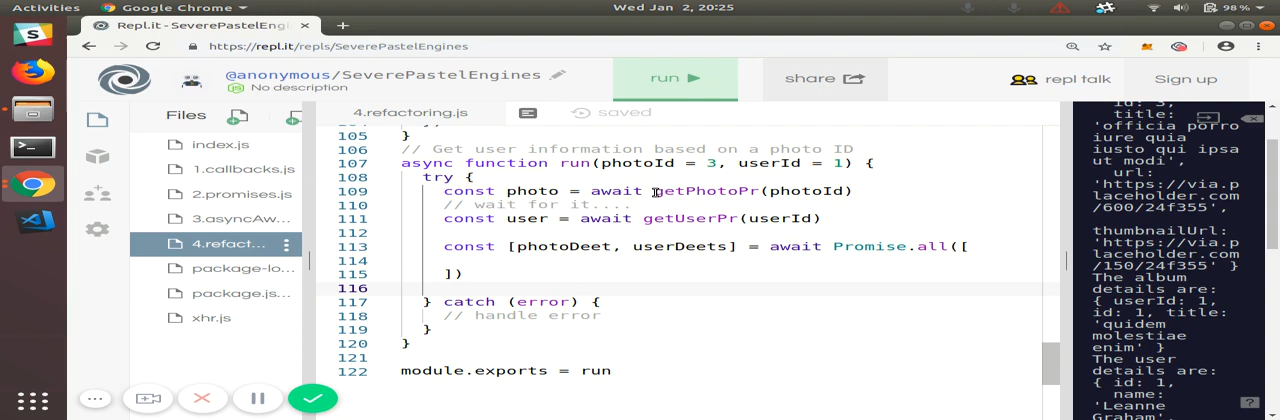 Activities Google Chrome Wed Jan 2, 20:25 98 %
Repl.it - SeverePastelEngi
https://repl.it/repls/SeverePastelEngines
@anonymous/SeverePastelEngines
No description
run
share
repl talk
Sign up
Files
index.js
1.callbacks.js
2.promises.js
3.asyncAw...
4.refact...
package-lo...
package.js...
xhr.js
4.refactoring.js
saved
105 }
106 // Get user information based on a photo ID
107 async function run(photoId = 3, userId = 1) {
108 try {
109 const photo = await getPhotoPr(photoId)
110 // wait for it....
111 const user = await getUserPr(userId)
112
113 const [photoDeet, userDeets] = await Promise.all([
114
115 ])
116
117 } catch (error) {
118 // handle error
119 }
120 }
121
122 module.exports = run
id: 3,
title:
'officia porro
iure quia
iusto qui ipsa
ut modi',
url:
'https://via.p
laceholder.com
/600/24f355',
thumbnailUrl:
'https://via.p
laceholder.com
/150/24f355' }
The album
details are:
{ userId: 1,
id: 1, title:
'quidem
molestiae
enim' }
The user
details are:
{ id: 1,
name:
'Leanne
Graham',